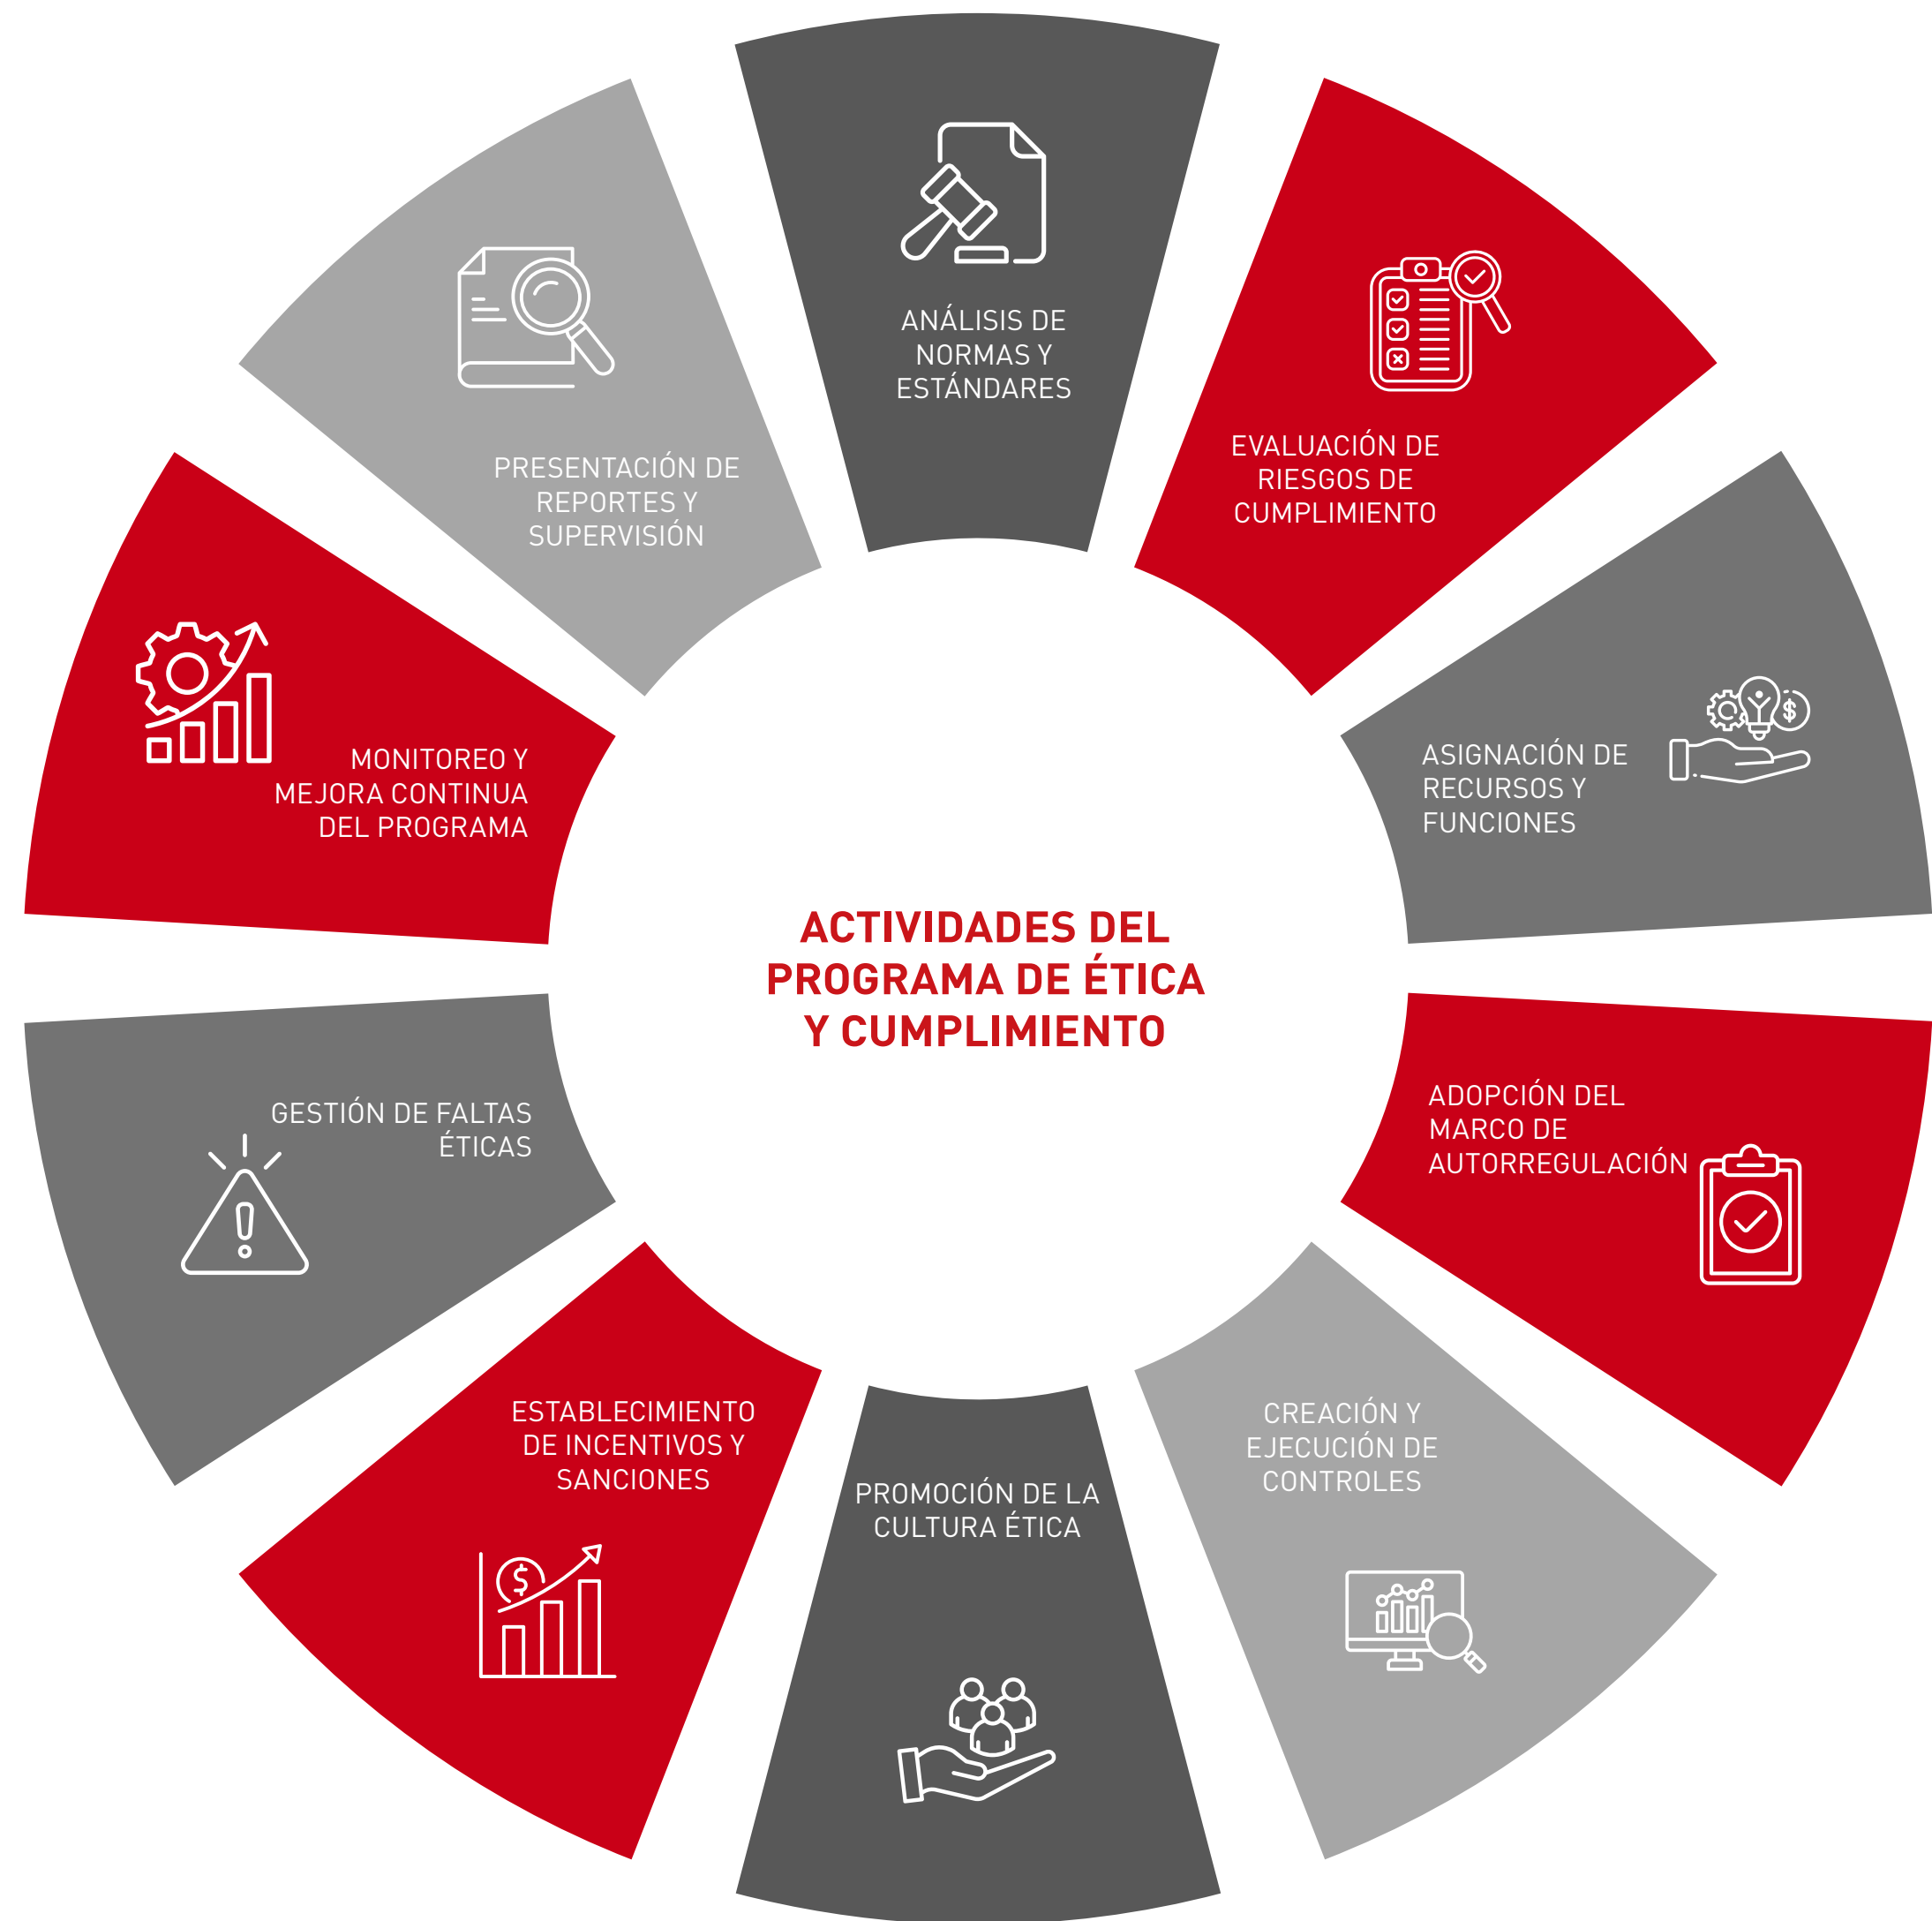 ANÁLISIS DE
NORMAS Y
ESTÁNDARES
EVALUACIÓN DE
RIESGOS DE
CUMPLIMIENTO
ASIGNACIÓN DE
RECURSOS Y
FUNCIONES
ADOPCIÓN DEL
MARCO DE
AUTORREGULACIÓN
CREACIÓN Y
EJECUCIÓN DE
CONTROLES
PROMOCIÓN DE LA
CULTURA ÉTICA
ESTABLECIMIENTO
DE INCENTIVOS Y
SANCIONES
GESTIÓN DE FALTAS
ÉTICAS
MONITOREO Y
MEJORA CONTINUA
DEL PROGRAMA
PRESENTACIÓN DE
REPORTES Y
SUPERVISIÓN
ACTIVIDADES DEL
PROGRAMA DE ÉTICA
Y CUMPLIMIENTO